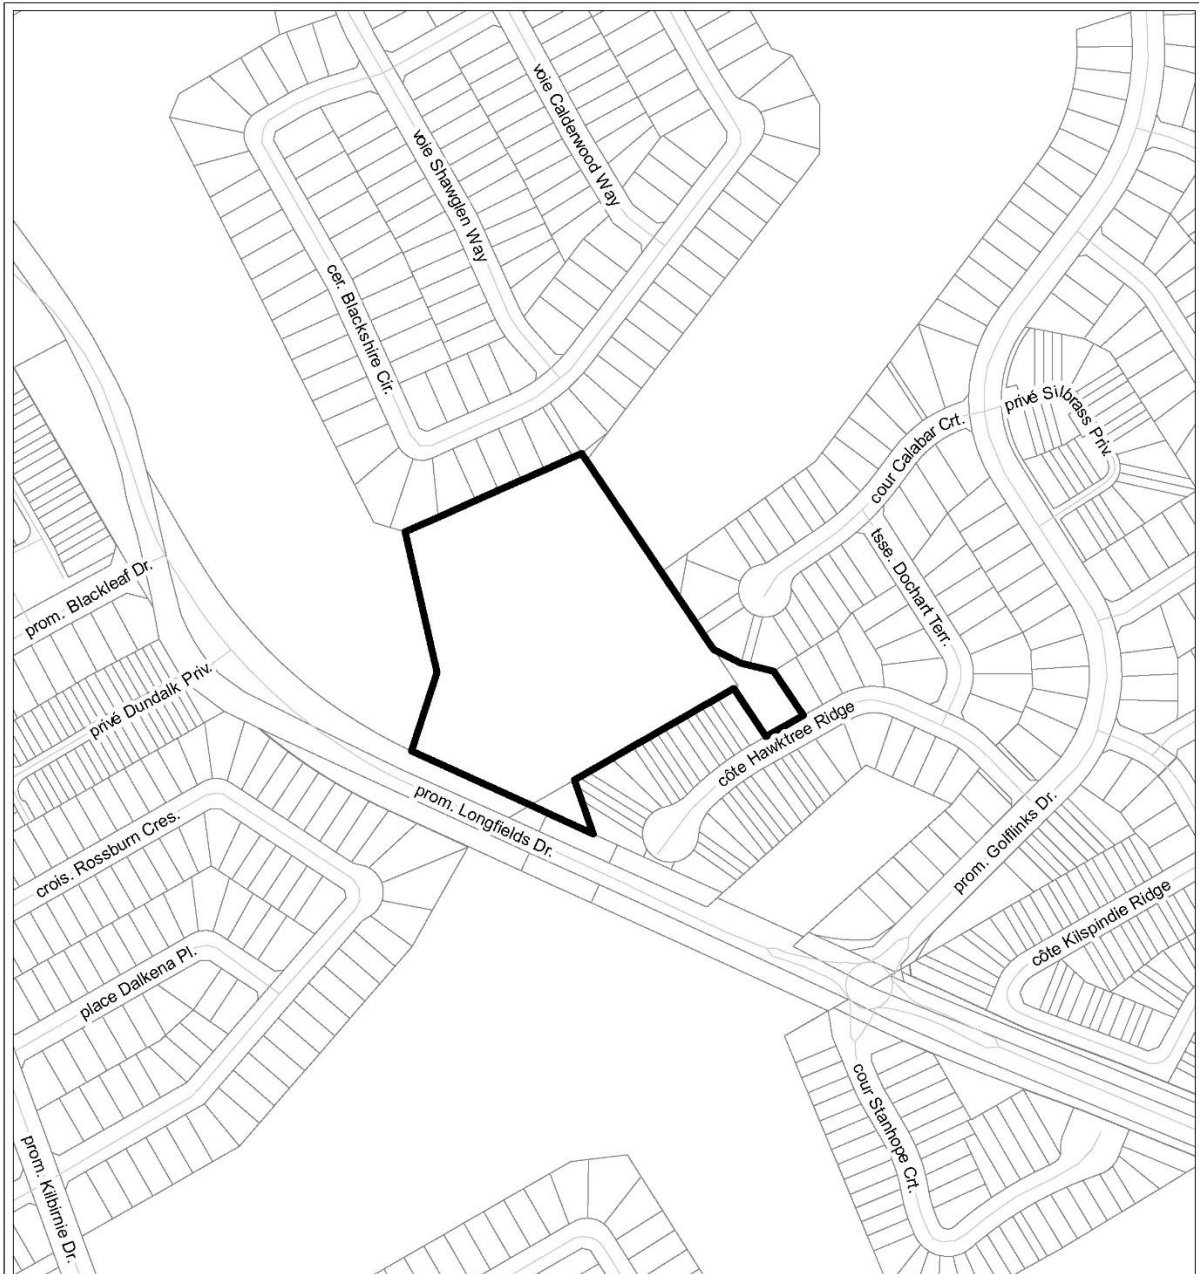 voie Calderwood Way
voie Shawglen Way
cer. Blackshire Cir.
privé Silbrass Priv.
cour Calabar Crt.
tsse. Dochart Terr.
prom. Blackleaf Dr.
privé Dundalk Priv.
côte Hawktree Ridge
prom. Longfields Dr.
prom. Golflinks Dr.
crois. Rossburn Cres.
côte Kilspindie Ridge
place Dalkena Pl.
cour Stanhope Crt.
prom. Kilbirnie Dr.